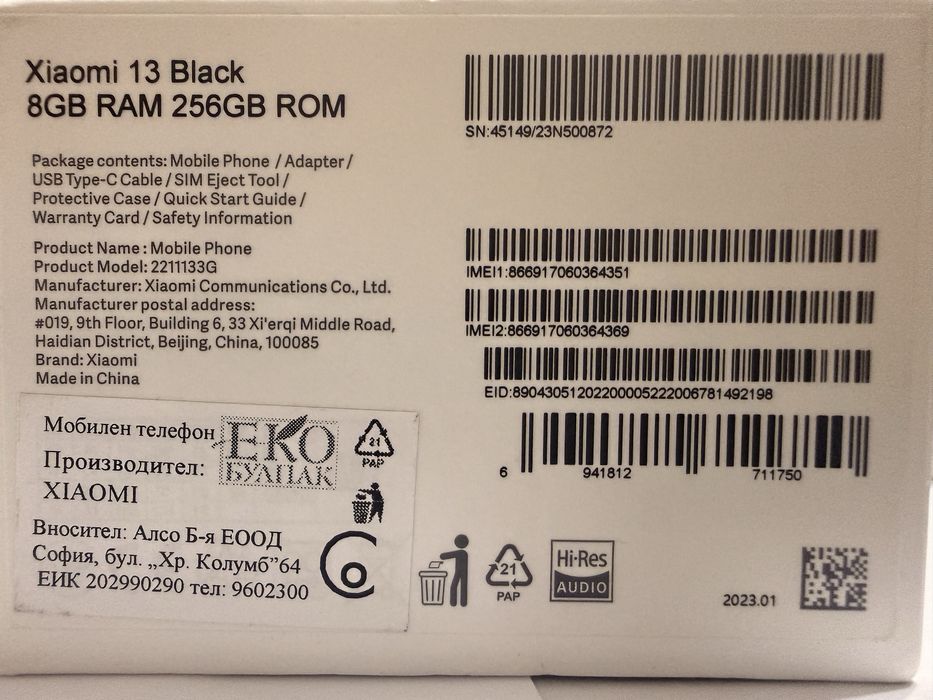 Xiaomi 13 Black
8GB RAM 256GB ROM
Package contents: Mobile Phone / Adapter /
USB Type-C Cable / SIM Eject Tool /
Protective Case / Quick Start Guide /
Warranty Card / Safety Information
Product Name : Mobile Phone
Product Model: 2211133G
Manufacturer: Xiaomi Communications Co., Ltd.
Manufacturer postal address:
#019, 9th Floor, Building 6, 33 Xi'erqi Middle Road,
Haidian District, Beijing, China, 100085
Brand: Xiaomi
Made in China
SN:45149/23N500872
IMEI1:866917060364351
IMEI2:866917060364369
EID:89043051202200005222006781492198
6 941812 711750
Мобилен телефон
ЕКО
БУЛПАК
21
PAP
Производител:
XIAOMI
Вносител: Алсо Б-я ЕООД
София, бул. „Хр. Колумб”64
ЕИК 202990290 тел: 9602300
21
PAP
Hi-Res
AUDIO
2023.01